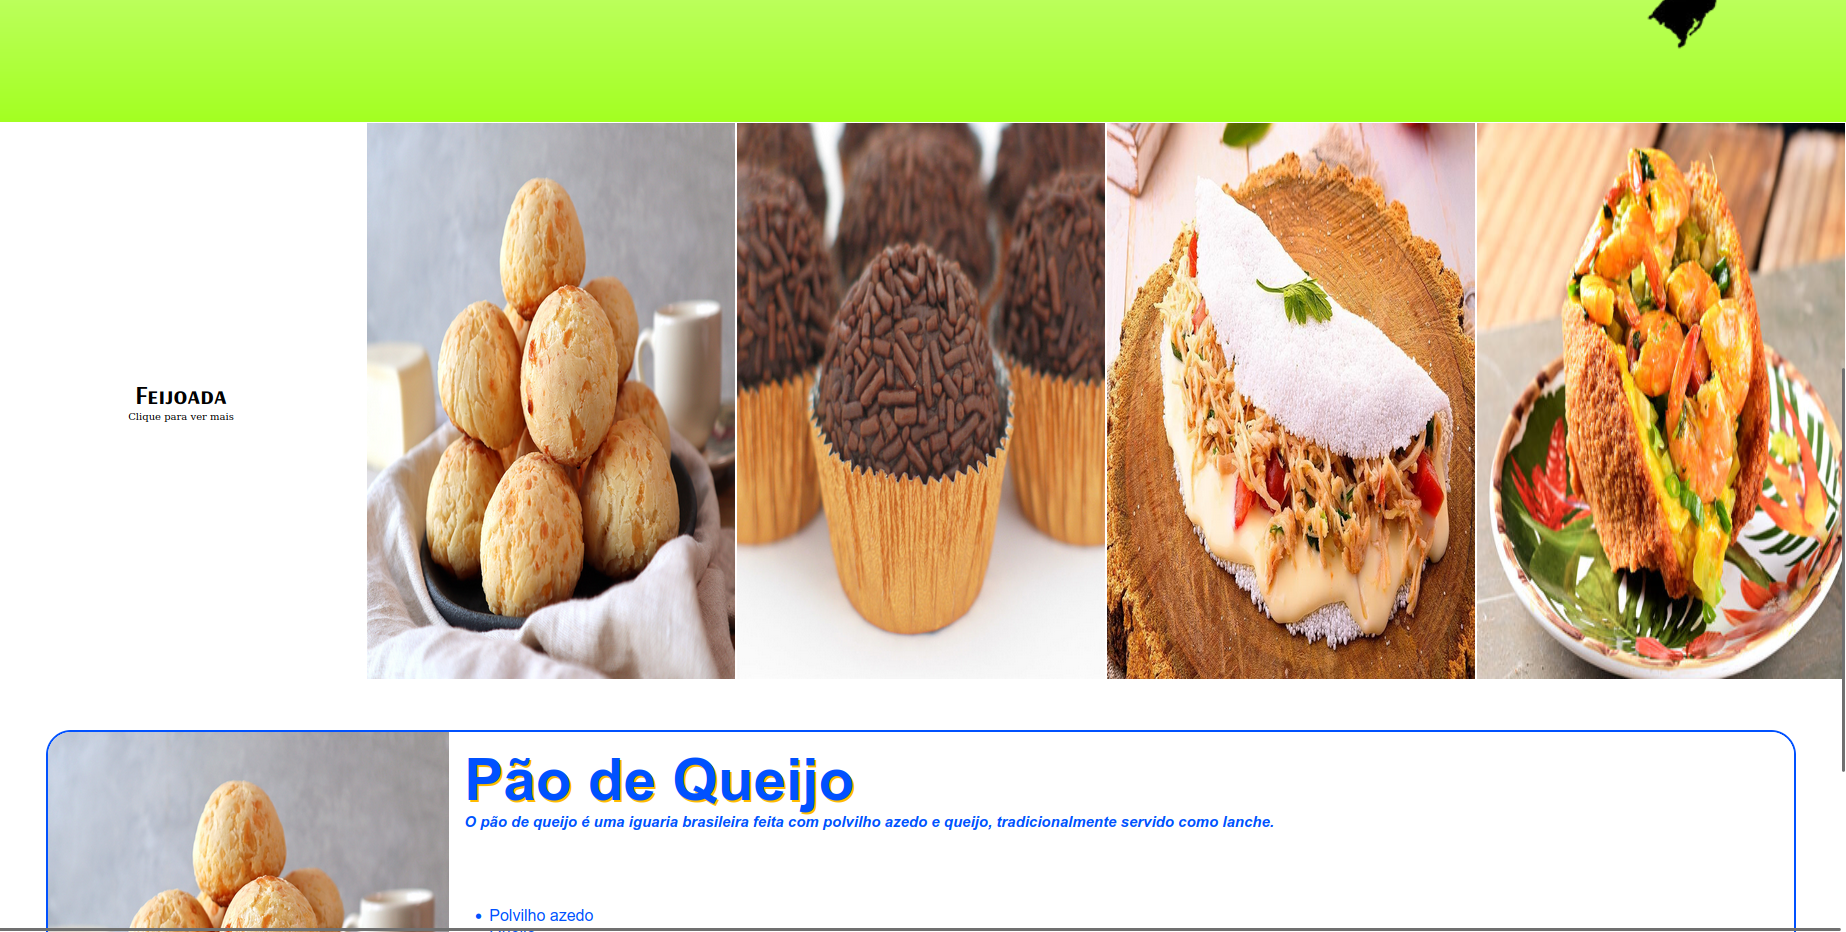 Feijoada
Clique para ver mais
Pão de Queijo
O pão de queijo é uma iguaria brasileira feita com polvilho azedo e queijo, tradicionalmente servido como lanche.
Polvilho azedo